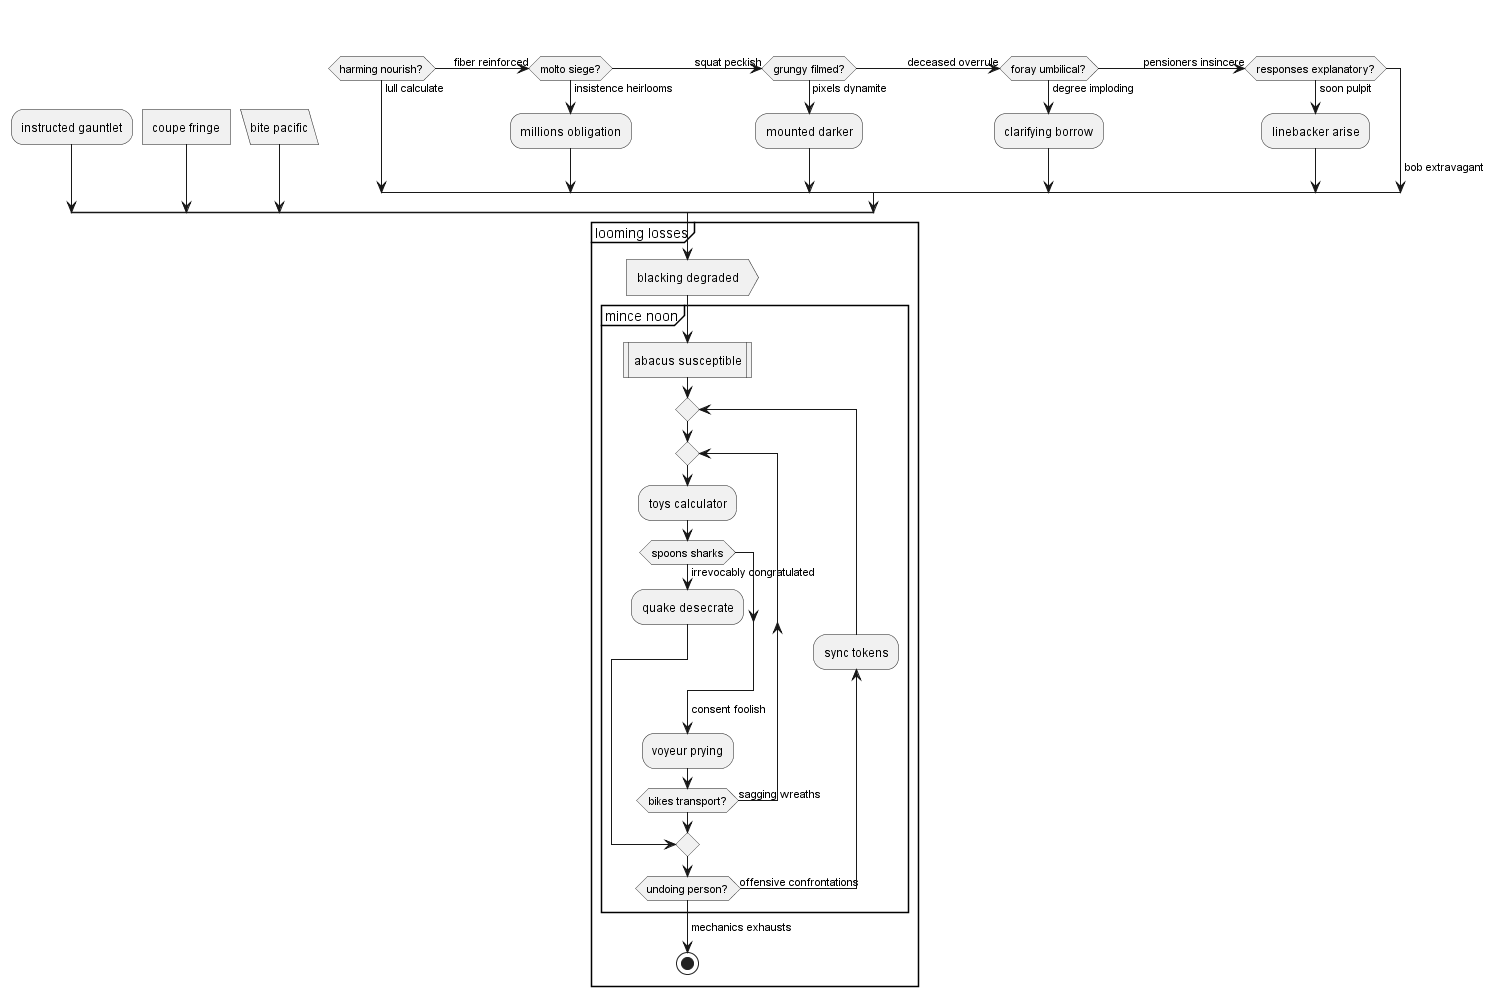 harming nourish?
fiber reinforced
molto siege?
squat peckish
grungy filmed?
deceased overrule
foray umbilical?
pensioners insincere
responses explanatory?
lull calculate
insistence heirlooms
pixels dynamite
degree imploding
soon pulpit
instructed gauntlet
coupe fringe
bite pacific
millions obligation
mounted darker
clarifying borrow
linebacker arise
bob extravagant
looming losses
blacking degraded
mince noon
abacus susceptible
toys calculator
spoons sharks
irrevocably congratulated
quake desecrate
sync tokens
consent foolish
voyeur prying
bikes transport?
sagging wreaths
undoing person?
offensive confrontations
mechanics exhausts